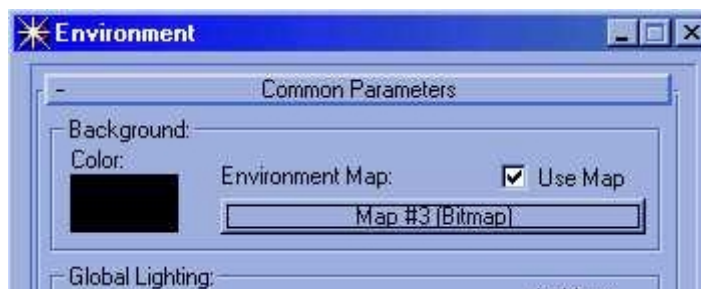 Environment
Common Parameters
Background:
Color:
Environment Map:
Use Map
Map #3 (Bitmap)
Global Lighting: